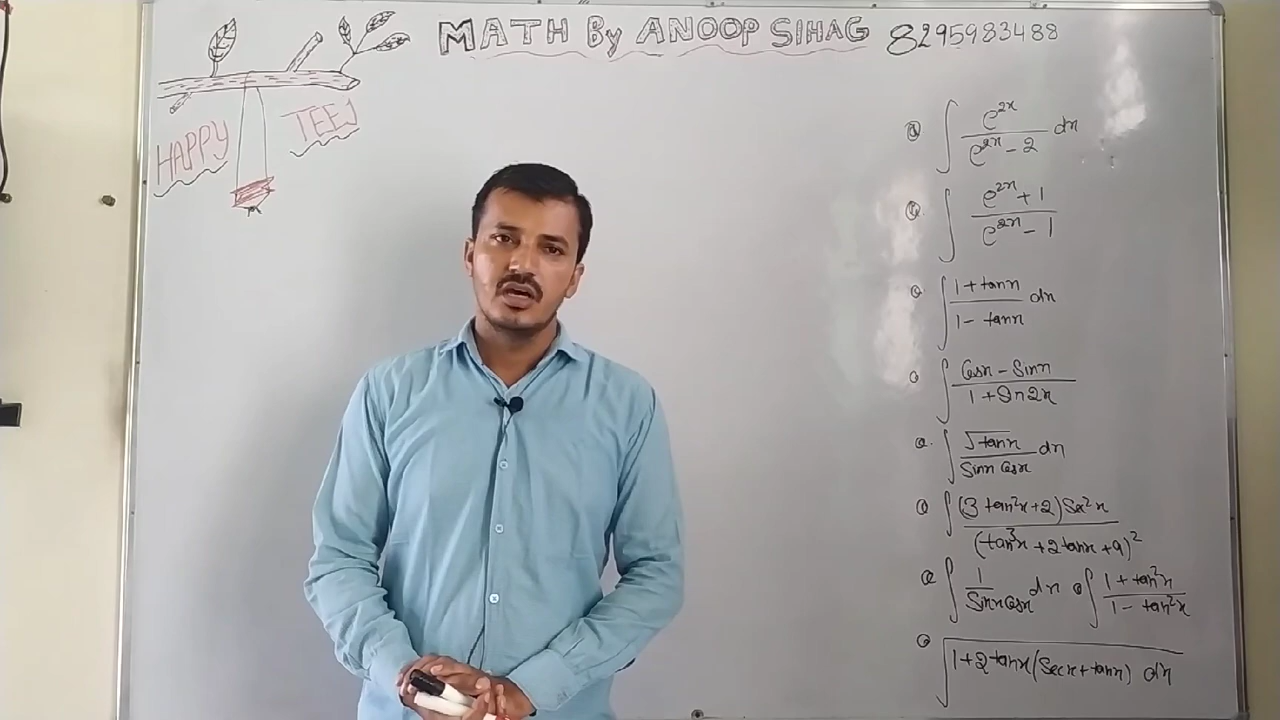 MATH By ANOOP SIHAG 8295983488
HAPPY TEEJ
Q ∫ e^{2x} / (e^{2x} - 2) dx
Q. ∫ (e^{2x} + 1) / (e^{2x} - 1)
Q ∫ (1 + tanx) / (1 - tanx) dx
Q ∫ (Cosx - Sinx) / (1 + Sin2x)
Q. ∫ √tanx / (Sinx Cosx) dx
Q ∫ (3 tan²x + 2) Sec²x / (tan³x + 2 tanx + 9)²
Q ∫ 1 / (Sinx Cosx) dx Q ∫ (1 + tan²x) / (1 - tan²x)
Q ∫ √(1 + 2 tanx (Secx + tanx)) dx